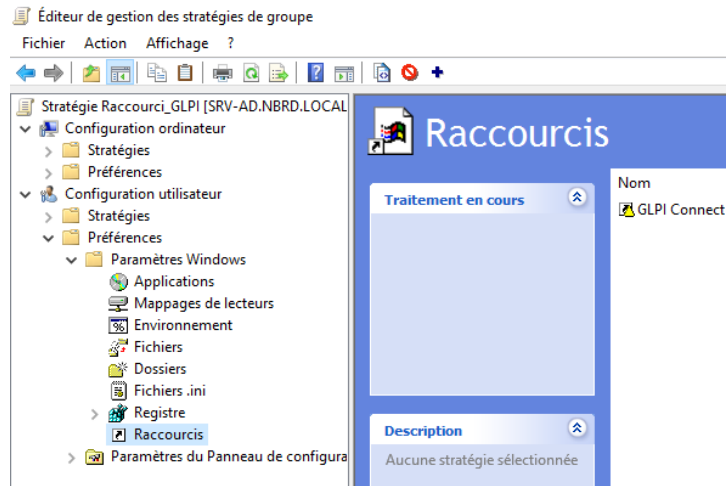 Éditeur de gestion des stratégies de groupe
Fichier Action Affichage ?
Stratégie Raccourci_GLPI [SRV-AD.NBRD.LOCAL
Configuration ordinateur
Stratégies
Préférences
Configuration utilisateur
Stratégies
Préférences
Paramètres Windows
Applications
Mappages de lecteurs
Environnement
Fichiers
Dossiers
Fichiers .ini
Registre
Raccourcis
Paramètres du Panneau de configura
Raccourcis
Traitement en cours
Description
Aucune stratégie sélectionnée
Nom
GLPI Connect